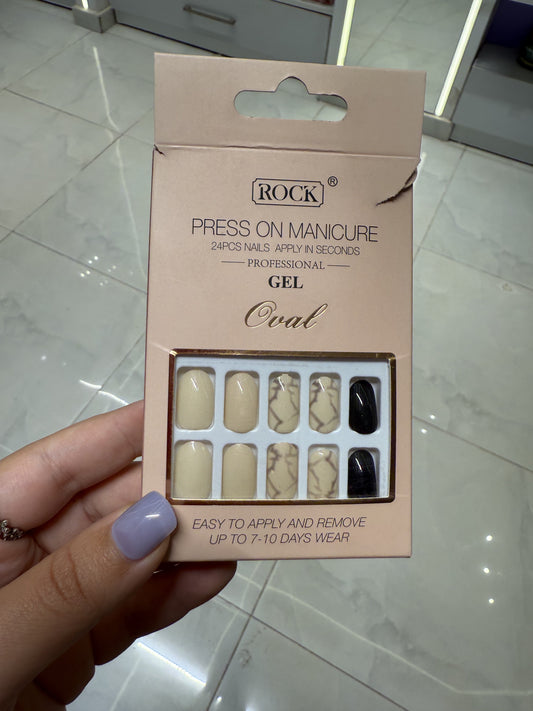 ROCK®
PRESS ON MANICURE
24PCS NAILS APPLY IN SECONDS
PROFESSIONAL
GEL
Oval
EASY TO APPLY AND REMOVE
UP TO 7-10 DAYS WEAR